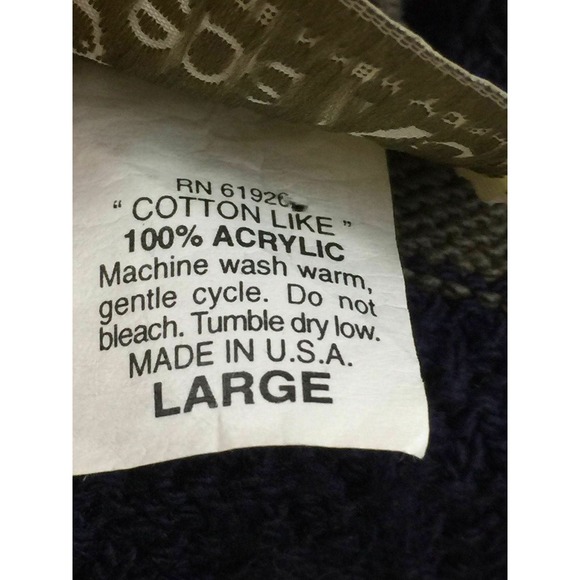 RN 61926
“ COTTON LIKE ”
100% ACRYLIC
Machine wash warm,
gentle cycle. Do not
bleach. Tumble dry low.
MADE IN U.S.A.
LARGE